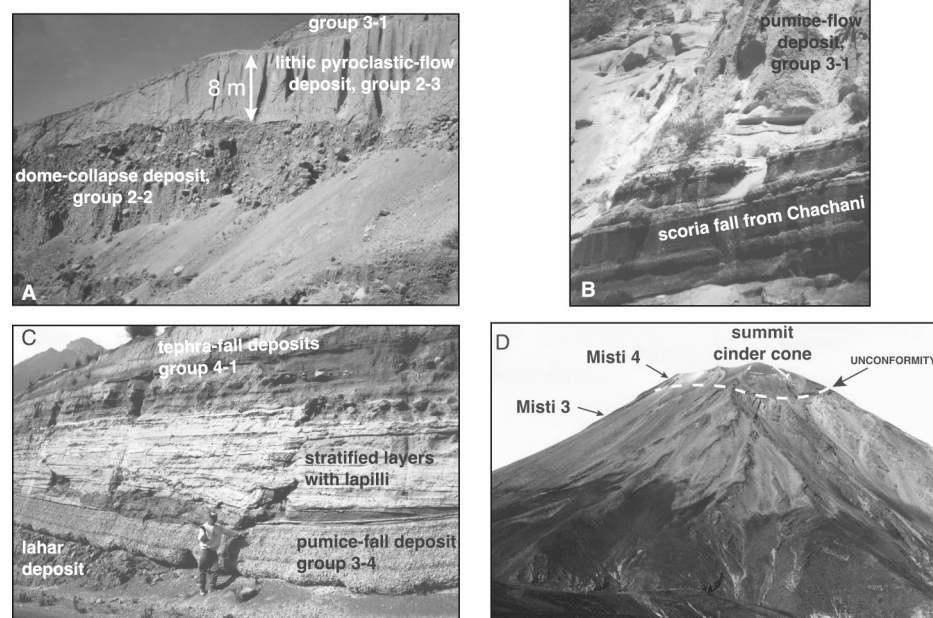 group 3-1
lithic pyroclastic-flow
deposit, group 2-3
8 m
dome-collapse deposit,
group 2-2
A
pumice-flow
deposit,
group 3-1
scoria fall from Chachani
B
C
tephra-fall deposits
group 4-1
stratified layers
with lapilli
lahar
deposit
pumice-fall deposit
group 3-4
D
summit
cinder cone
Misti 4
UNCONFORMITY
Misti 3